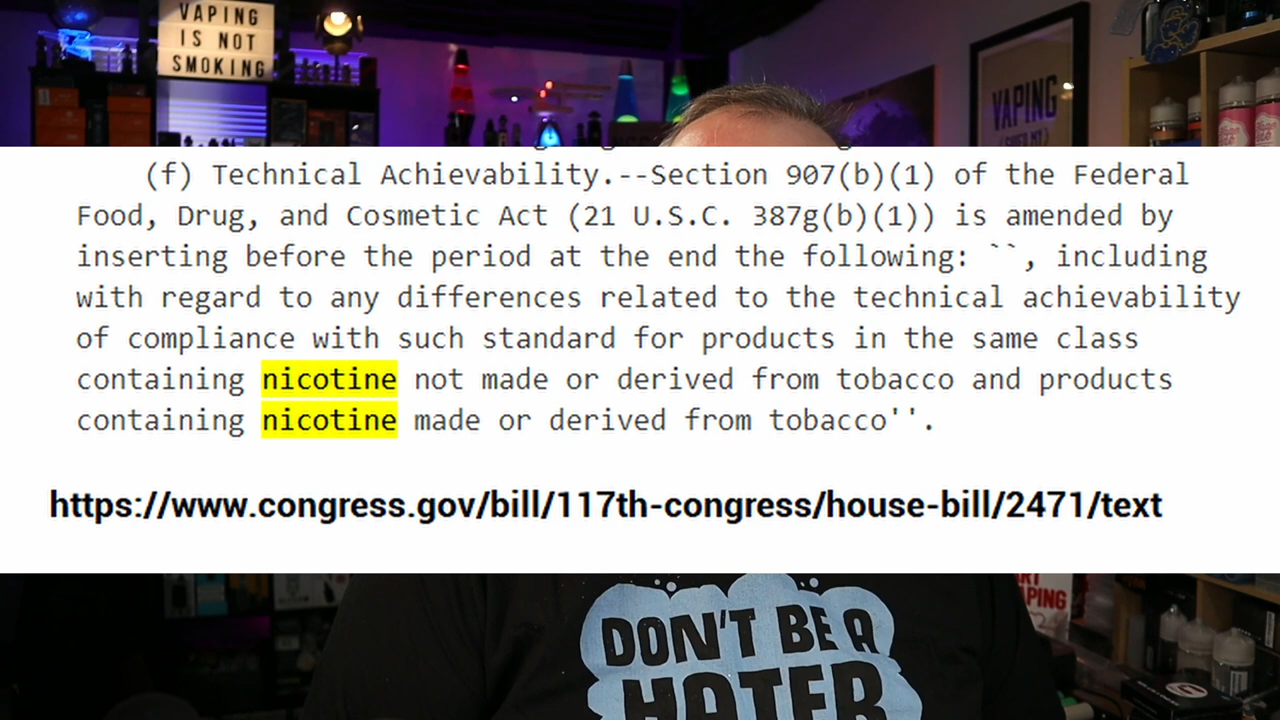 VAPING
IS NOT
SMOKING
VAPING
(f) Technical Achievability.--Section 907(b)(1) of the Federal
Food, Drug, and Cosmetic Act (21 U.S.C. 387g(b)(1)) is amended by
inserting before the period at the end the following: ``, including
with regard to any differences related to the technical achievability
of compliance with such standard for products in the same class
containing nicotine not made or derived from tobacco and products
containing nicotine made or derived from tobacco''.
https://www.congress.gov/bill/117th-congress/house-bill/2471/text
DON'T BE A
HATER
APING